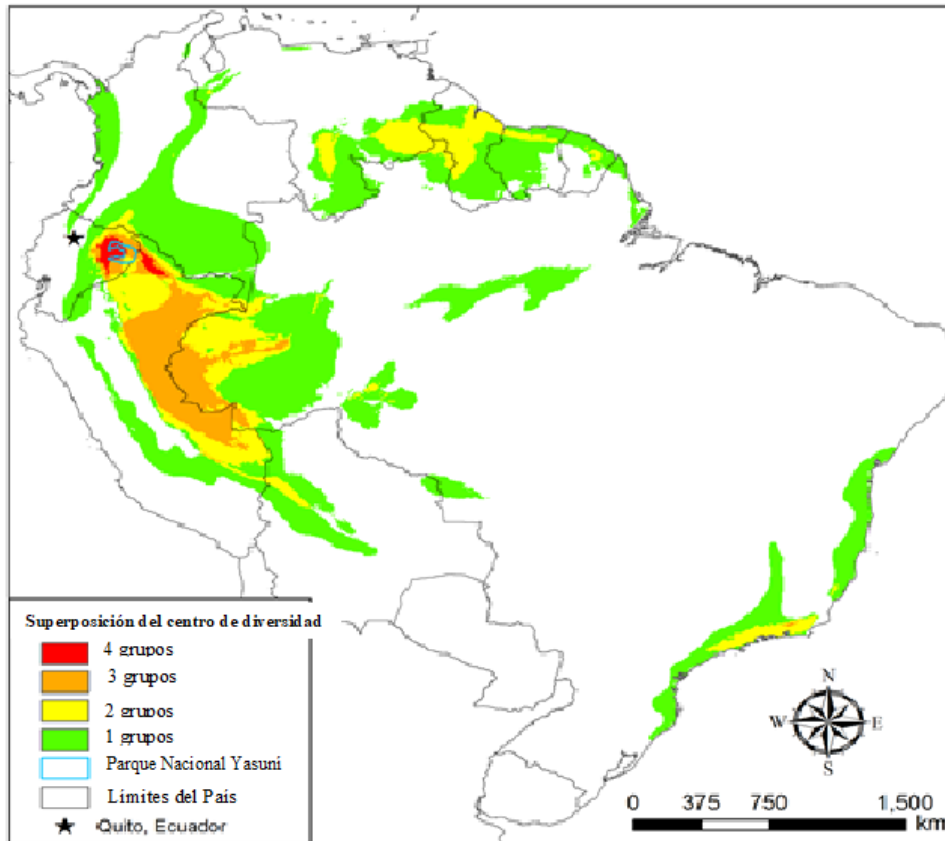 Superposición del centro de diversidad
4 grupos
3 grupos
2 grupos
1 grupos
Parque Nacional Yasuni
Limites del Pais
Quito, Ecuador
N
W E
S
0 375 750 1,500
km